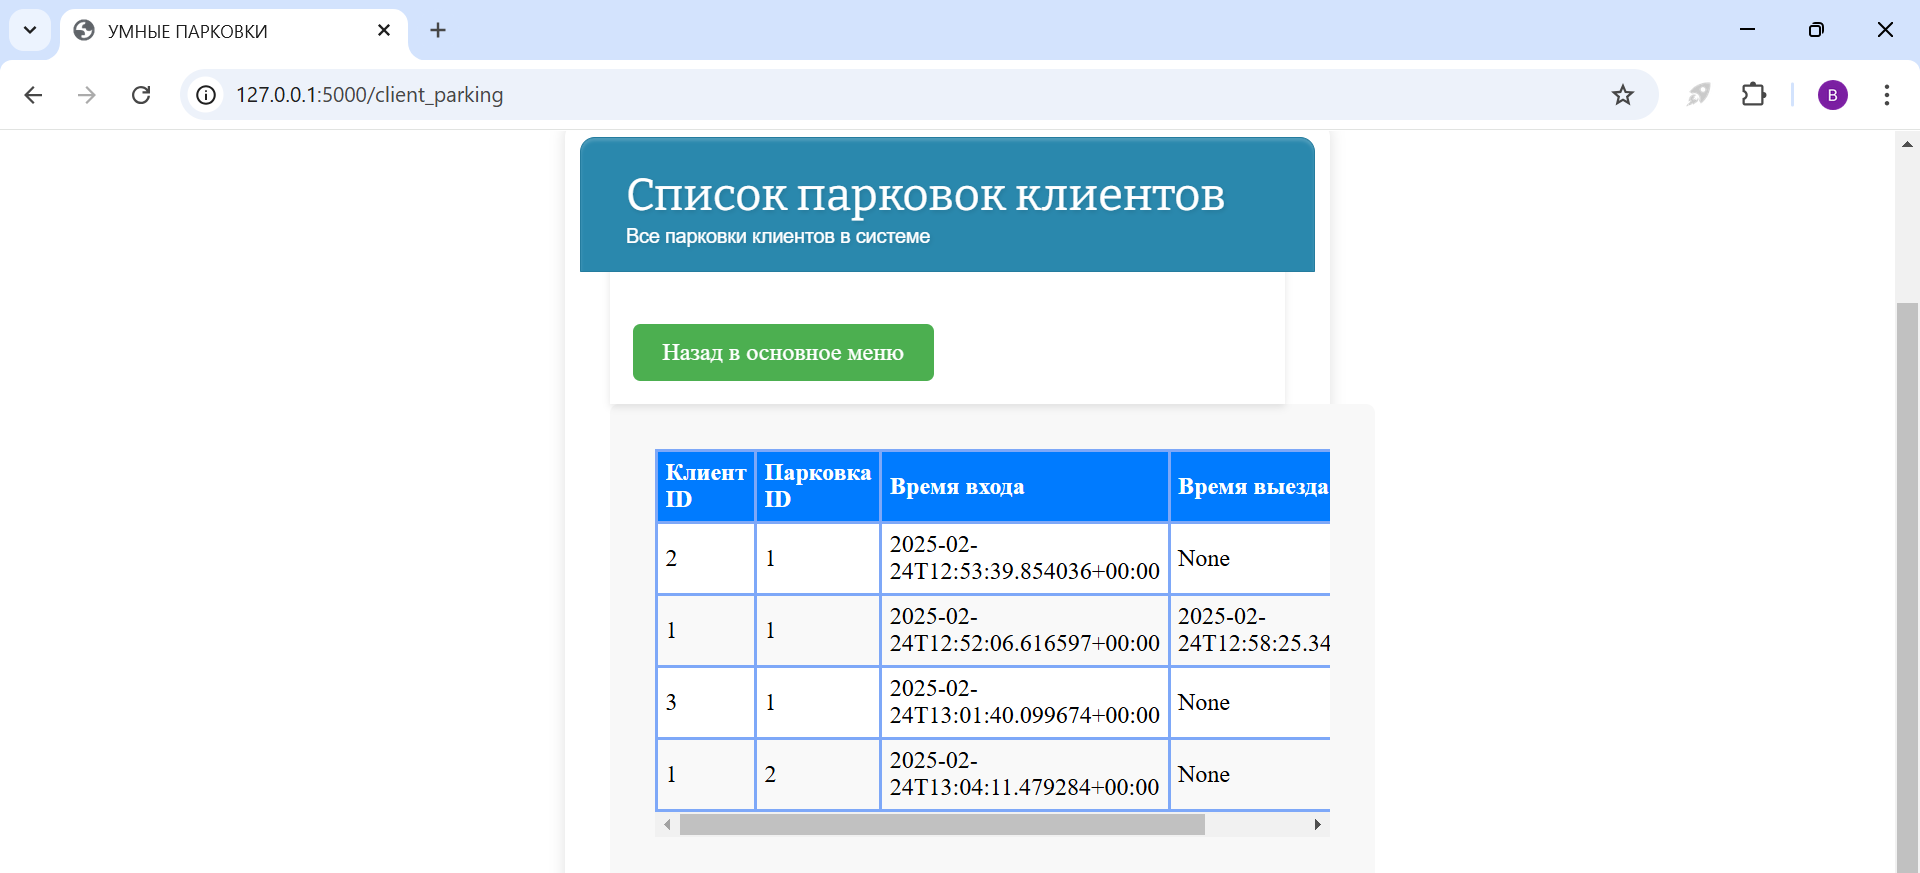 УМНЫЕ ПАРКОВКИ
127.0.0.1:5000/client_parking
B
Список парковок клиентов
Все парковки клиентов в системе
Назад в основное меню
Клиент ID
Парковка ID
Время входа
Время выезда
2
1
2025-02-
24T12:53:39.854036+00:00
None
1
1
2025-02-
24T12:52:06.616597+00:00
2025-02-
24T12:58:25.34
3
1
2025-02-
24T13:01:40.099674+00:00
None
1
2
2025-02-
24T13:04:11.479284+00:00
None